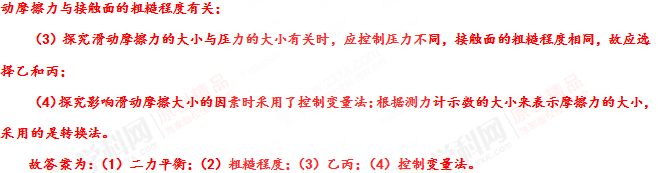 动摩擦力与接触面的粗糙程度有关；
（3）探究滑动摩擦力的大小与压力的大小有关时，应控制压力不同，接触面的粗糙程度相同，故应选
择乙和丙；
（4）探究影响滑动摩擦大小的因素时采用了控制变量法；根据测力计示数的大小来表示摩擦力的大小，
采用的是转换法。
故答案为：（1）二力平衡；（2）粗糙程度；（3）乙丙；（4）控制变量法。